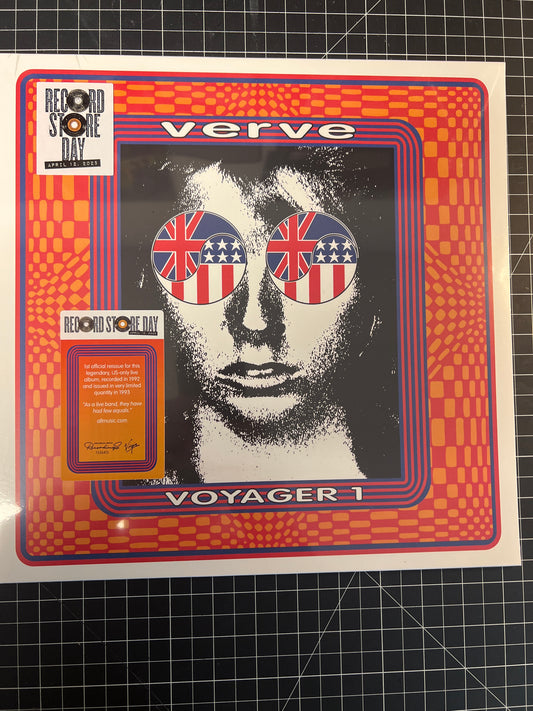 RECORD
STORE
DAY
APRIL 12, 2025
verve
RECORD STORE DAY
1st official reissue for this
legendary, US-only live
album, recorded in 1992
and issued in very limited
quantity in 1993
"As a live band, they have
had few equals."
allmusic.com
VOYAGER 1